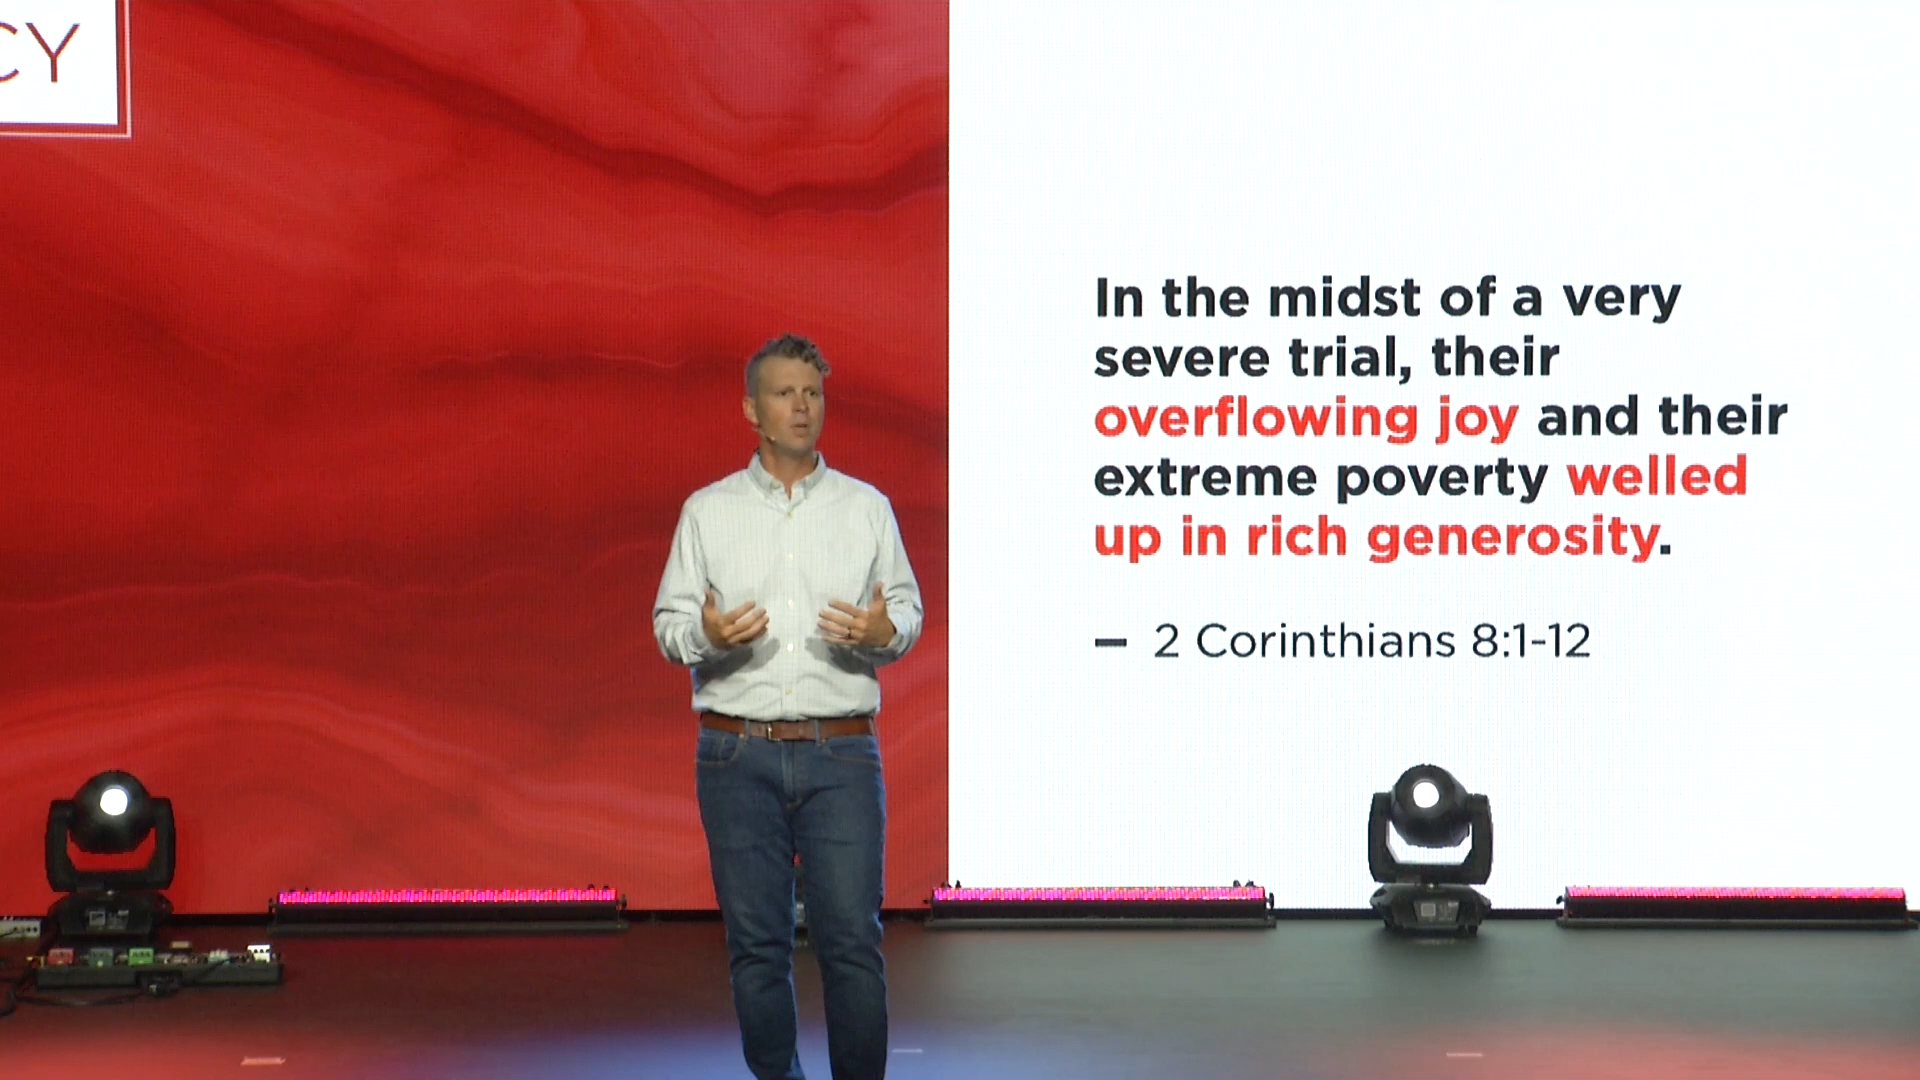 CY
In the midst of a very
severe trial, their
overflowing joy and their
extreme poverty welled
up in rich generosity.
— 2 Corinthians 8:1-12